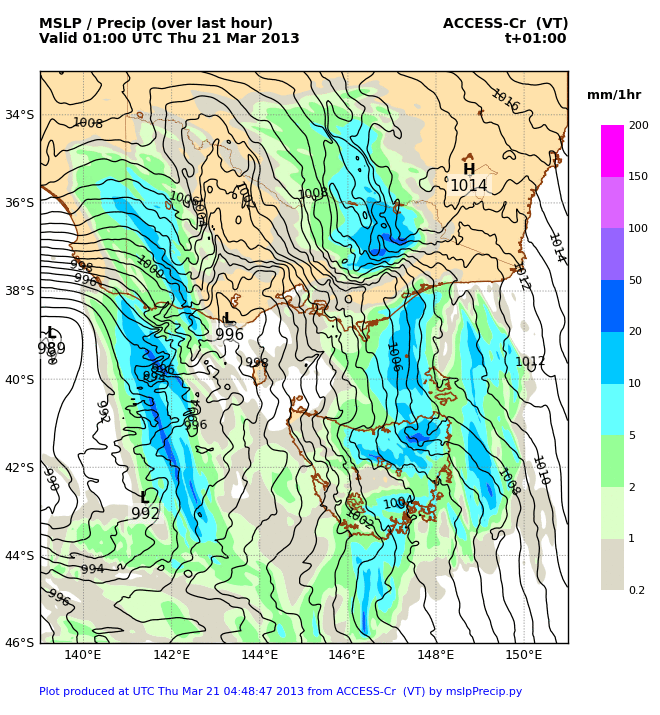 MSLP / Precip (over last hour)
ACCESS-Cr (VT)
Valid 01:00 UTC Thu 21 Mar 2013
t+01:00
mm/1hr
200
150
100
50
20
10
5
2
1
0.2
34°S
36°S
38°S
40°S
42°S
44°S
46°S
140°E
142°E
144°E
146°E
148°E
150°E
1008
1016
H
1014
1008
1006
1014
1012
1000
998
996
L
996
L
989
998
1006
1012
996
994
992
996
990
1010
1008
L
992
1004
1002
994
996
Plot produced at UTC Thu Mar 21 04:48:47 2013 from ACCESS-Cr (VT) by mslpPrecip.py